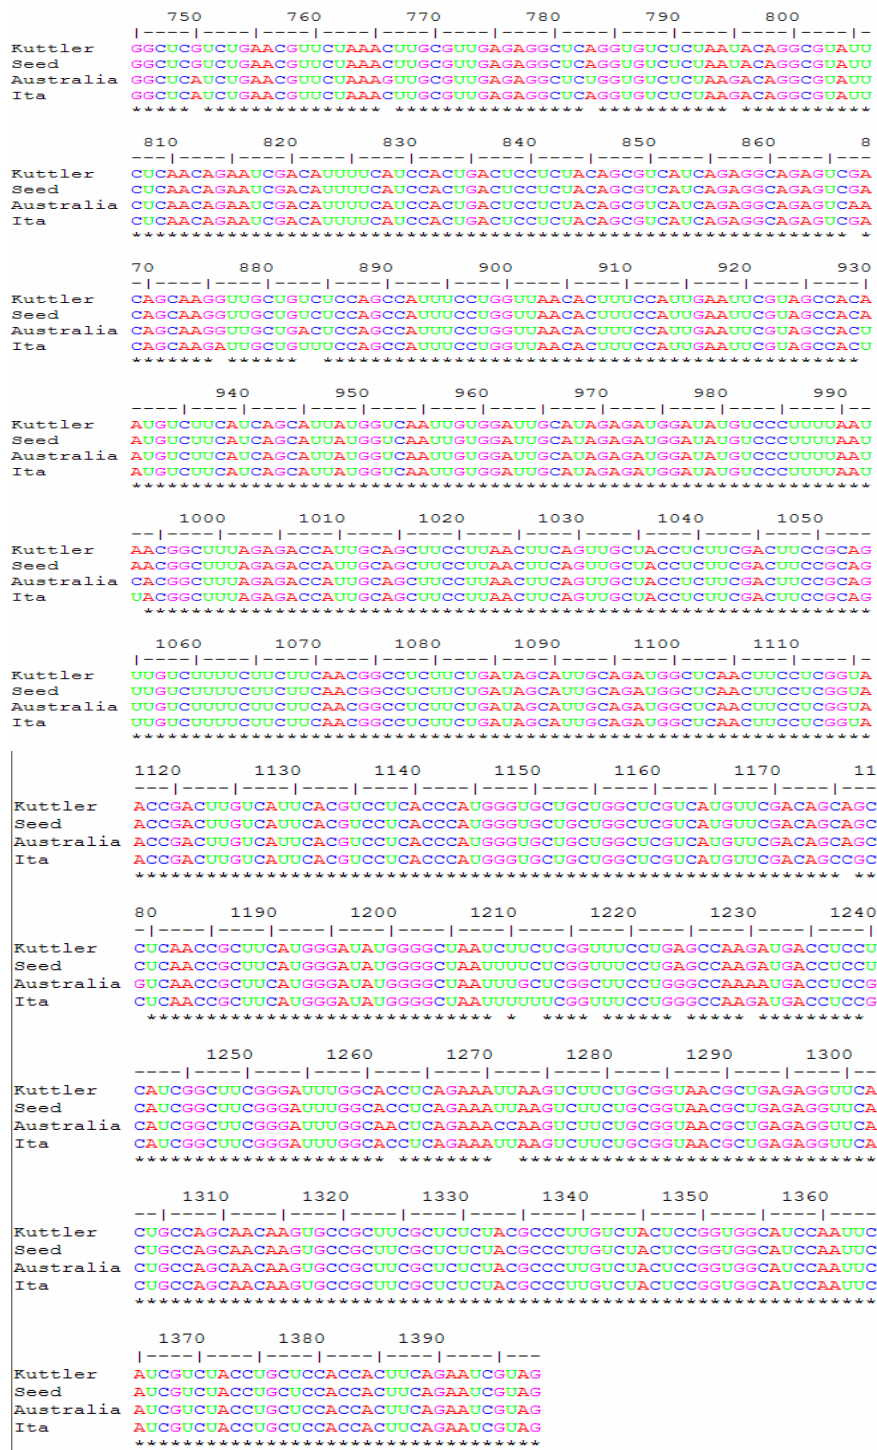 750 760 770 780 790 800
|----|----|----|----|----|----|----|----|----|----|----|----|-
Kuttler GGCUCGUCUGAACGUUCUAAACUUGCGUUGAGAGGCUCAGGUGUCUCUAAUACAGGCGUAUU
Seed GGCUCGUCUGAACGUUCUAAACUUGCGUUGAGAGGCUCAGGUGUCUCUAAUACAGGCGUAUU
Australia GGCUCAUCUGAACGUUCUAAAGUUGCGUUGAGAGGCUCUGGUGUCUCUAAGACAGGCGUAUU
Ita GGCUCAUCUGAACGUUCUAAACUUGCGUUGAGAGGCUCAGGUGUCUCUAAGACAGGCGUAUU
***** *************** **************** *********** ***********
810 820 830 840 850 860 8
---|----|----|----|----|----|----|----|----|----|----|----|---
Kuttler CUCAACAGAAUCGACAUUUUCAUCCACUGACUCCUCUACAGCGUCAUCAGAGGCAGAGUCGA
Seed CUCAACAGAAUCGACAUUUUCAUCCACUGACUCCUCUACAGCGUCAUCAGAGGCAGAGUCGA
Australia CUCAACAGAAUCGACAUUUUCAUCCACUGACUCCUCUACAGCGUCAUCAGAGGCAGAGUCAA
Ita CUCAACAGAAUCGACAUUUUCAUCCACUGACUCCUCUACAGCGUCAUCAGAGGCAGAGUCGA
************************************************************ *
70 880 890 900 910 920 930
-|----|----|----|----|----|----|----|----|----|----|----|----|
Kuttler CAGCAAGGUUGCUGUCUCCAGCCAUUUCCUGGUUAACACUUUCCAUUGAAUUCGUAGCCACA
Seed CAGCAAGGUUGCUGUCUCCAGCCAUUUCCUGGUUAACACUUUCCAUUGAAUUCGUAGCCACA
Australia CAGCAAGGUUGCUGACUCCAGCCAUUUCCUGGUUAACACUUUCCAUUGAAUUCGUAGCCACU
Ita CAGCAAGAUUGCUGUUUCCAGCCAUUUCCUGGUUAACACUUUCCAUUGAAUUCGUAGCCACU
******* ******  *********************************************
940 950 960 970 980 990
----|----|----|----|----|----|----|----|----|----|----|----|--
Kuttler AUGUCUUCAUCAGCAUUAUGGUCAAUUGUGGAUUGCAUAGAGAUGGAUAUGUCCCUUUUAAU
Seed AUGUCUUCAUCAGCAUUAUGGUCAAUUGUGGAUUGCAUAGAGAUGGAUAUGUCCCUUUUAAU
Australia AUGUCUUCAUCAGCAUUAUGGUCAAUUGUGGAUUGCAUAGAGAUGGAUAUGUCCCUUUUAAU
Ita AUGUCUUCAUCAGCAUUAUGGUCAAUUGUGGAUUGCAUAGAGAUGGAUAUGUCCCUUUUAAU
**************************************************************
1000 1010 1020 1030 1040 1050
--|----|----|----|----|----|----|----|----|----|----|----|----
Kuttler AACGGCUUUAGAGACCAUUGCAGCUUCCUUAACUUCAGUUGCUACCUCUUCGACUUCCGCAG
Seed AACGGCUUUAGAGACCAUUGCAGCUUCCUUAACUUCAGUUGCUACCUCUUCGACUUCCGCAG
Australia CACGGCUUUAGAGACCAUUGCAGCUUCCUUAACUUCAGUUGCUACCUCUUCGACUUCCGCAG
Ita UACGGCUUUAGAGACCAUUGCAGCUUCCUUAACUUCAGUUGCUACCUCUUCGACUUCCGCAG
 *************************************************************
1060 1070 1080 1090 1100 1110
|----|----|----|----|----|----|----|----|----|----|----|----|-
Kuttler UUGUCUUUUCUUCUUCAACGGCCUCUUCUGAUAGCAUUGCAGAUGGCUCAACUUCCUCGGUA
Seed UUGUCUUUUCUUCUUCAACGGCCUCUUCUGAUAGCAUUGCAGAUGGCUCAACUUCCUCGGUA
Australia UUGUCUUUUCUUCUUCAACGGCCUCUUCUGAUAGCAUUGCAGAUGGCUCAACUUCCUCGGUA
Ita UUGUCUUUUCUUCUUCAACGGCCUCUUCUGAUAGCAUUGCAGAUGGCUCAACUUCCUCGGUA
**************************************************************
1120 1130 1140 1150 1160 1170 11
---|----|----|----|----|----|----|----|----|----|----|----|---
Kuttler ACCGACUUGUCAUUCACGUCCUCACCCAUGGGUGCUGCUGGCUCGUCAUGUUCGACAGCAGC
Seed ACCGACUUGUCAUUCACGUCCUCACCCAUGGGUGCUGCUGGCUCGUCAUGUUCGACAGCAGC
Australia ACCGACUUGUCAUUCACGUCCUCACCCAUGGGUGCUGCUGGCUCGUCAUGUUCGACAGCAGC
Ita ACCGACUUGUCAUUCACGUCCUCACCCAUGGGUGCUGCUGGCUCGUCAUGUUCGACAGCCGC
*********************************************************** **
80 1190 1200 1210 1220 1230 1240
-|----|----|----|----|----|----|----|----|----|----|----|----|
Kuttler CUCAACCGCUUCAUGGGAUAUGGGGCUAAUCUUCUCGGUUUCCUGAGCCAAGAUGACCUCCU
Seed CUCAACCGCUUCAUGGGAUAUGGGGCUAAUUUUCUCGGUUUCCUGAGCCAAGAUGACCUCCU
Australia GUCAACCGCUUCAUGGGAUAUGGGGCUAAUUUGCUCGGCUUCCUGGGCCAAAAUGACCUCCG
Ita CUCAACCGCUUCAUGGGAUAUGGGGCUAAUUUUUUCGGUUUCCUGGGCCAAGAUGACCUCCG
 ***************************** *  **** ****** ***** *********
1250 1260 1270 1280 1290 1300
----|----|----|----|----|----|----|----|----|----|----|----|--
Kuttler CAUCGGCUUCGGGAUUUGGCACCUCAGAAAUUAAGUCUUCUGCGGUAACGCUGAGAGGUUCA
Seed CAUCGGCUUCGGGAUUUGGCACCUCAGAAAUUAAGUCUUCUGCGGUAACGCUGAGAGGUUCA
Australia CAUCGGCUUCGGGAUUUGGCAACUCAGAAACCAAGUCUUCUGCGGUAACGCUGAGAGGUUCA
Ita CAUCGGCUUCGGGAUUUGGCACCUCAGAAAUUAAGUCUUCUGCGGUAACGCUGAGAGGUUCA
********************* ********  ******************************
1310 1320 1330 1340 1350 1360
--|----|----|----|----|----|----|----|----|----|----|----|----
Kuttler CUGCCAGCAACAAGUGCCGCUUCGCUCUCUACGCCCUUGUCUACUCCGGUGGCAUCCAAUUC
Seed CUGCCAGCAACAAGUGCCGCUUCGCUCUCUACGCCCUUGUCUACUCCGGUGGCAUCCAAUUC
Australia CUGCCAGCAACAAGUGCCGCUUCGCUCUCUACGCCCUUGUCUACUCCGGUGGCAUCCAAUUC
Ita CUGCCAGCAACAAGUGCCGCUUCGCUCUCUACGCCCUUGUCUACUCCGGUGGCAUCCAAUUC
**************************************************************
1370 1380 1390
|----|----|----|----|----|----|---
Kuttler AUCGUCUACCUGCUCCACCACUUCAGAAUCGUAG
Seed AUCGUCUACCUGCUCCACCACUUCAGAAUCGUAG
Australia AUCGUCUACCUGCUCCACCACUUCAGAAUCGUAG
Ita AUCGUCUACCUGCUCCACCACUUCAGAAUCGUAG
**********************************